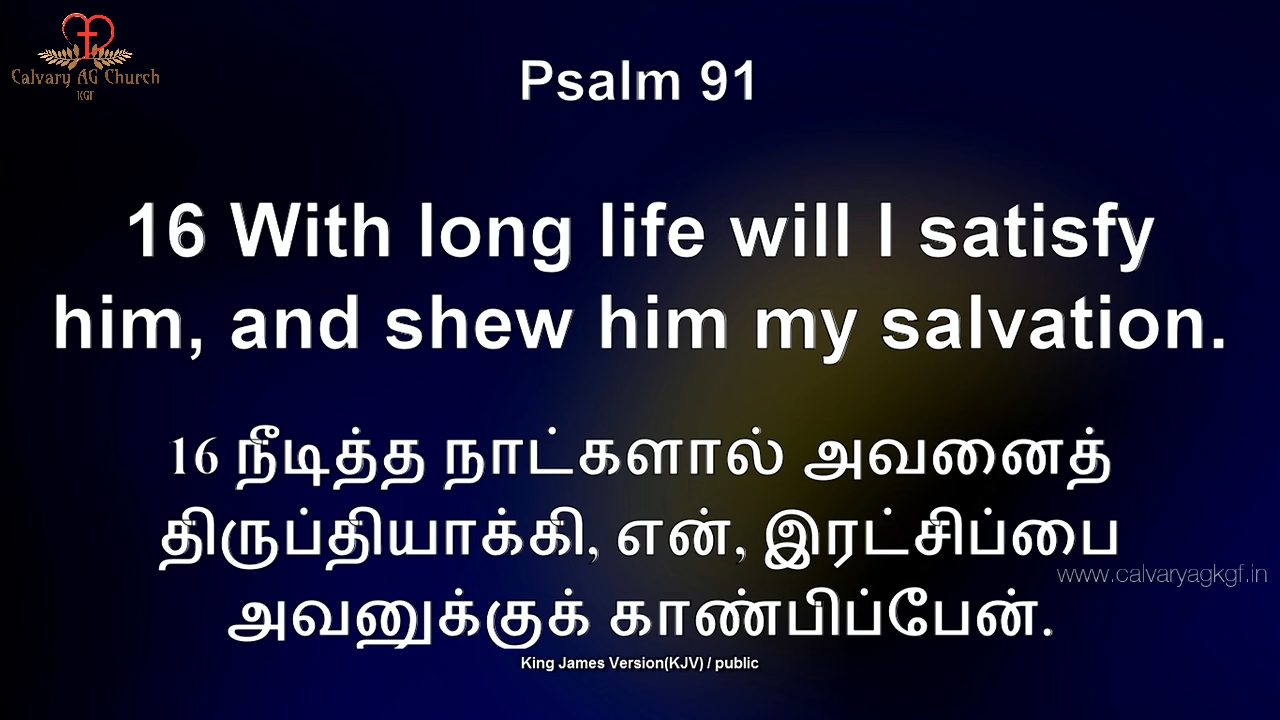 Calvary AG Church
KGF
Psalm 91
16 With long life will I satisfy
him, and shew him my salvation.
16 நீடித்த நாட்களால் அவனைத்
திருப்தியாக்கி, என், இரட்சிப்பை
அவனுக்குக் காண்பிப்பேன்.
www.calvaryagkgf.in
King James Version(KJV) / public